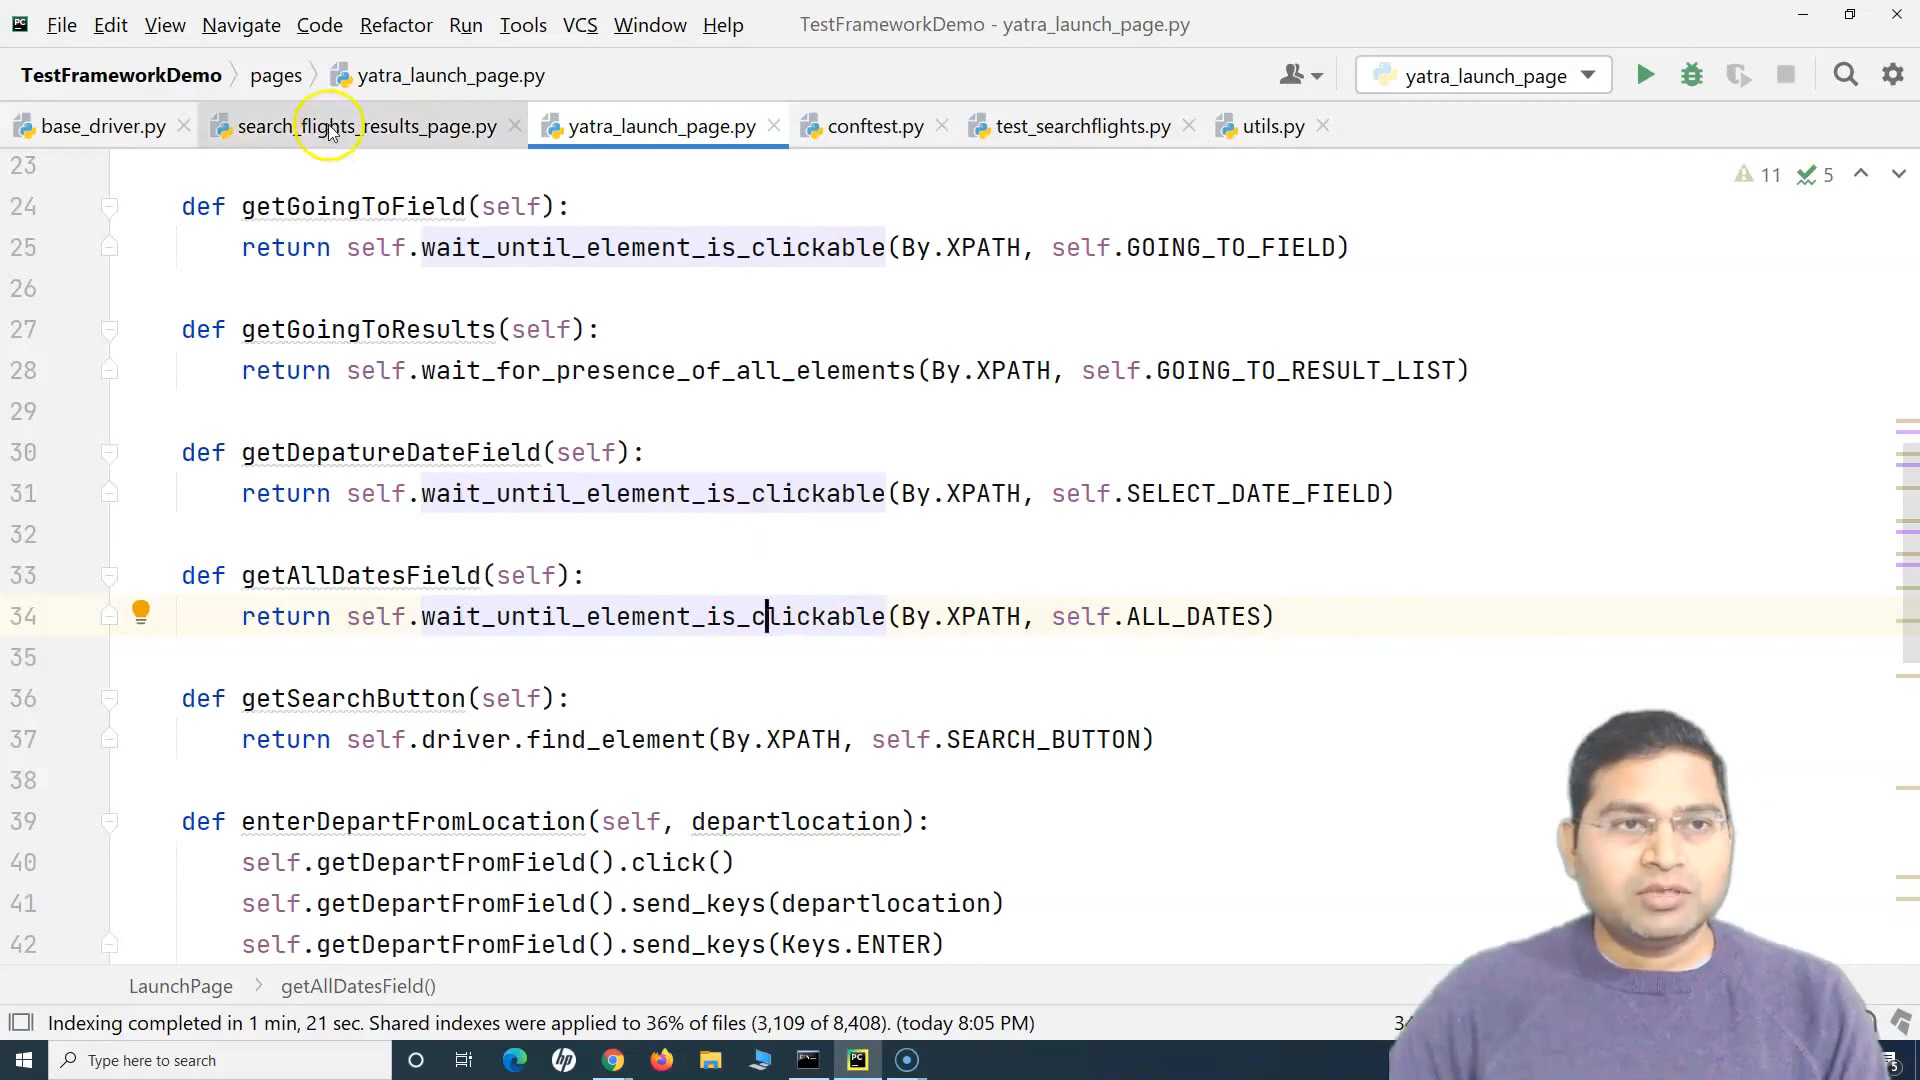 File Edit View Navigate Code Refactor Run Tools VCS Window Help TestFrameworkDemo - yatra_launch_page.py
TestFrameworkDemo pages yatra_launch_page.py yatra_launch_page
base_driver.py search_flights_results_page.py yatra_launch_page.py conftest.py test_searchflights.py utils.py
23
11 5
24 def getGoingToField(self):
25 return self.wait_until_element_is_clickable(By.XPATH, self.GOING_TO_FIELD)
26
27 def getGoingToResults(self):
28 return self.wait_for_presence_of_all_elements(By.XPATH, self.GOING_TO_RESULT_LIST)
29
30 def getDepatureDateField(self):
31 return self.wait_until_element_is_clickable(By.XPATH, self.SELECT_DATE_FIELD)
32
33 def getAllDatesField(self):
34 return self.wait_until_element_is_clickable(By.XPATH, self.ALL_DATES)
35
36 def getSearchButton(self):
37 return self.driver.find_element(By.XPATH, self.SEARCH_BUTTON)
38
39 def enterDepartFromLocation(self, departlocation):
40 self.getDepartFromField().click()
41 self.getDepartFromField().send_keys(departlocation)
42 self.getDepartFromField().send_keys(Keys.ENTER)
LaunchPage getAllDatesField()
Indexing completed in 1 min, 21 sec. Shared indexes were applied to 36% of files (3,109 of 8,408). (today 8:05 PM)
Type here to search